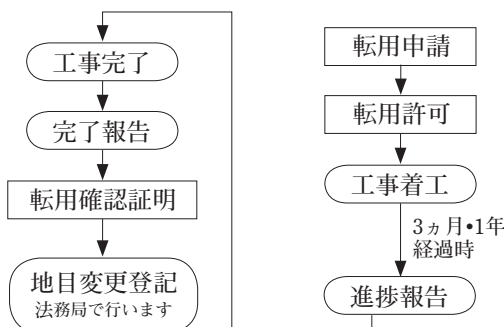 転用申請
転用許可
工事着工
3ヵ月•1年
経過時
進捗報告
工事完了
完了報告
転用確認証明
地目変更登記
法務局で行います